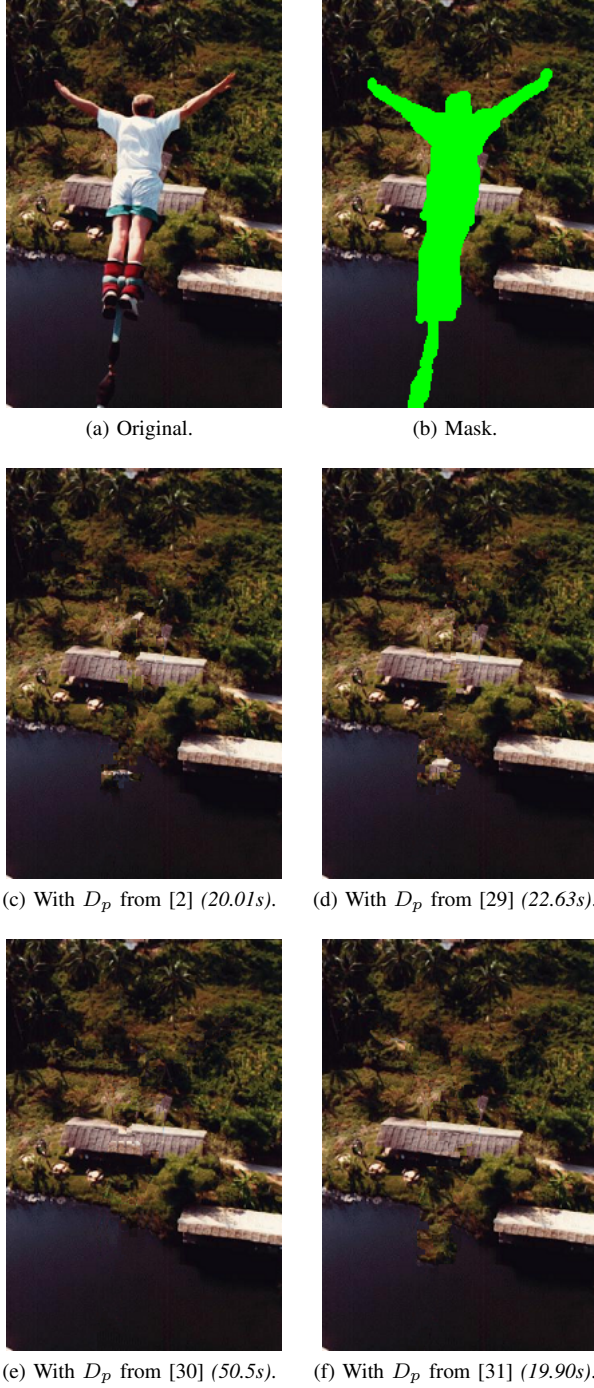 (a) Original.
(b) Mask.
(c) With D_p from [2] (20.01s).
(d) With D_p from [29] (22.63s).
(e) With D_p from [30] (50.5s).
(f) With D_p from [31] (19.90s).